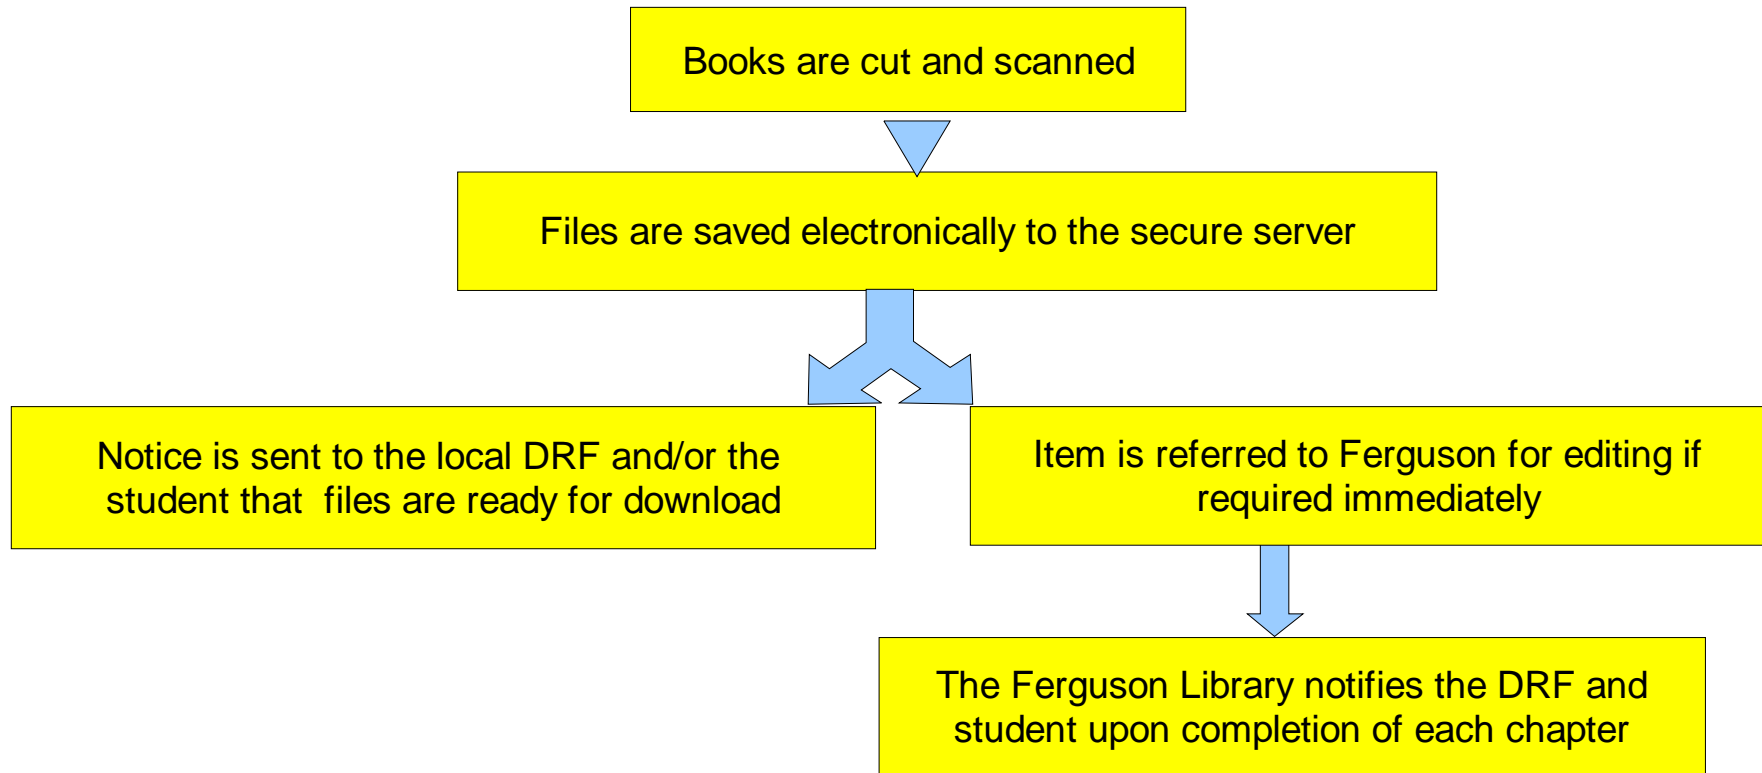 Books are cut and scanned
Files are saved electronically to the secure server
Notice is sent to the local DRF and/or the
student that  files are ready for download
Item is referred to Ferguson for editing if
required immediately
The Ferguson Library notifies the DRF and
student upon completion of each chapter